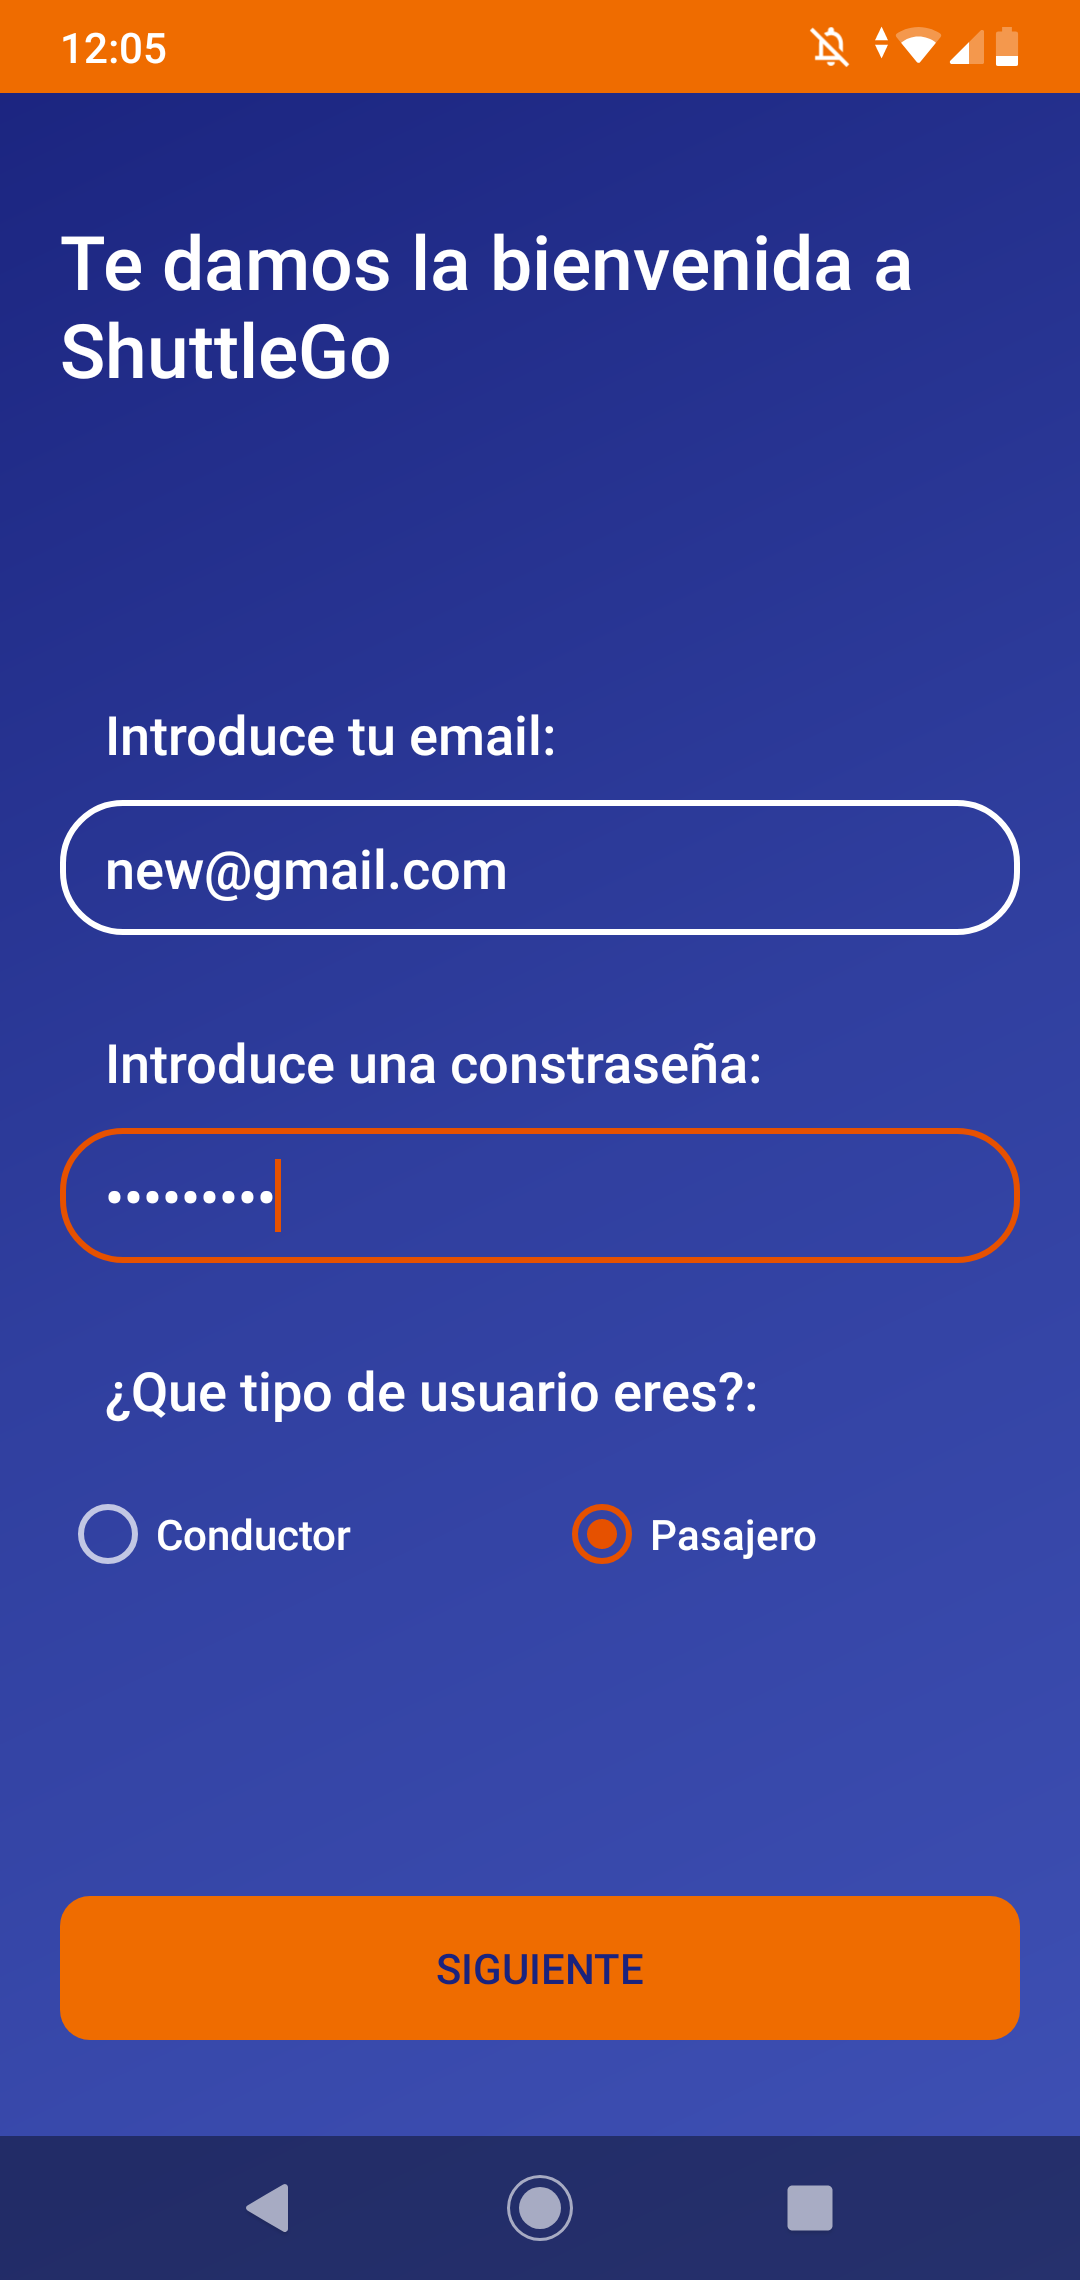 12:05
Te damos la bienvenida a
ShuttleGo
Introduce tu email:
new@gmail.com
Introduce una constraseña:
•••••••••
¿Que tipo de usuario eres?:
Conductor
Pasajero
SIGUIENTE